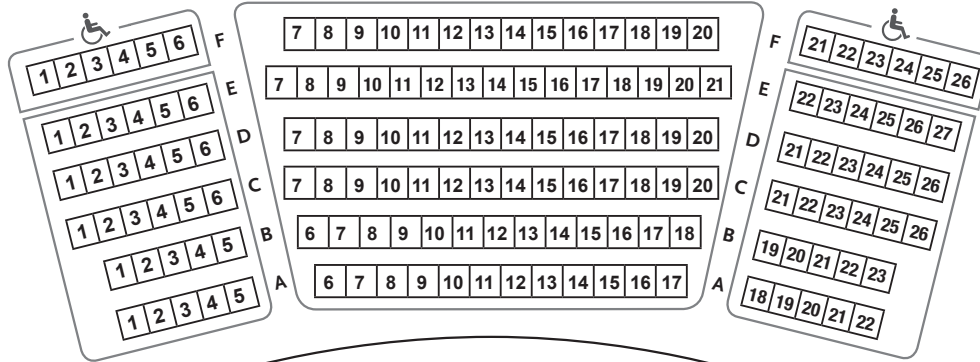 1 2 3 4 5 6 F 7 8 9 10 11 12 13 14 15 16 17 18 19 20 F 21 22 23 24 25 26
1 2 3 4 5 6 E 7 8 9 10 11 12 13 14 15 16 17 18 19 20 21 E 22 23 24 25 26 27
1 2 3 4 5 6 D 7 8 9 10 11 12 13 14 15 16 17 18 19 20 D 21 22 23 24 25 26
1 2 3 4 5 6 C 7 8 9 10 11 12 13 14 15 16 17 18 19 20 C 21 22 23 24 25 26
1 2 3 4 5 B 6 7 8 9 10 11 12 13 14 15 16 17 18 B 19 20 21 22 23
1 2 3 4 5 A 6 7 8 9 10 11 12 13 14 15 16 17 A 18 19 20 21 22